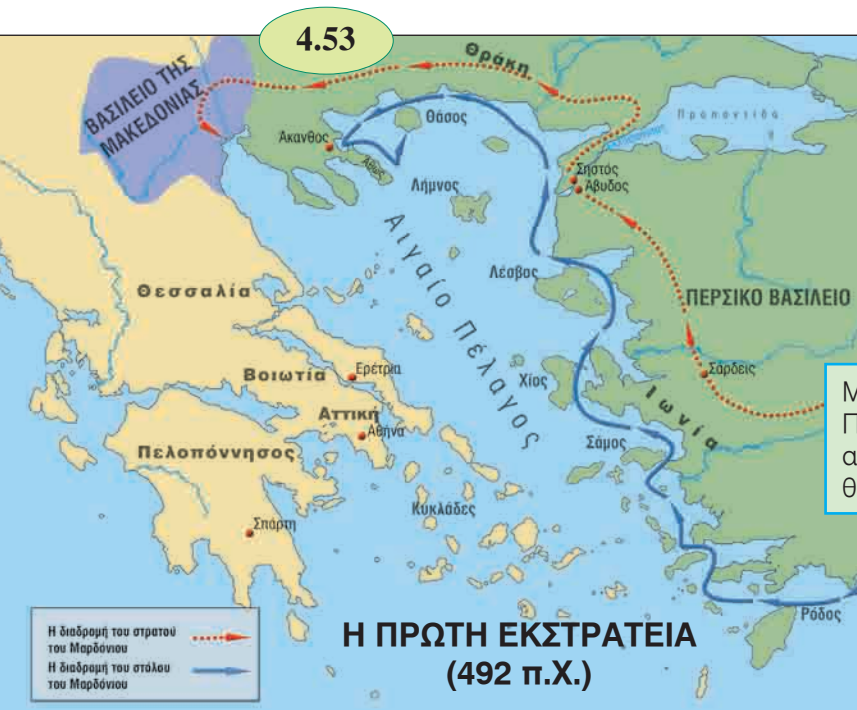 4.53
ΒΑΣΙΛΕΙΟ ΤΗΣ
ΜΑΚΕΔΟΝΙΑΣ
Θράκη
Προποντίδα
Άκανθος
Θάσος
Άθως
Λήμνος
Σηστός
Άβυδος
Αιγαίο Πέλαγος
Λέσβος
ΠΕΡΣΙΚΟ ΒΑΣΙΛΕΙΟ
Θεσσαλία
Βοιωτία
Ερέτρια
Χίος
Σάρδεις
Ιωνία
Αττική
Αθήνα
Πελοπόννησος
Σάμος
Κυκλάδες
Σπάρτη
Ρόδος
Μ
Π
α
θ
Η διαδρομή του στρατού
του Μαρδόνιου
Η διαδρομή του στόλου
του Μαρδόνιου
Η ΠΡΩΤΗ ΕΚΣΤΡΑΤΕΙΑ
(492 π.Χ.)